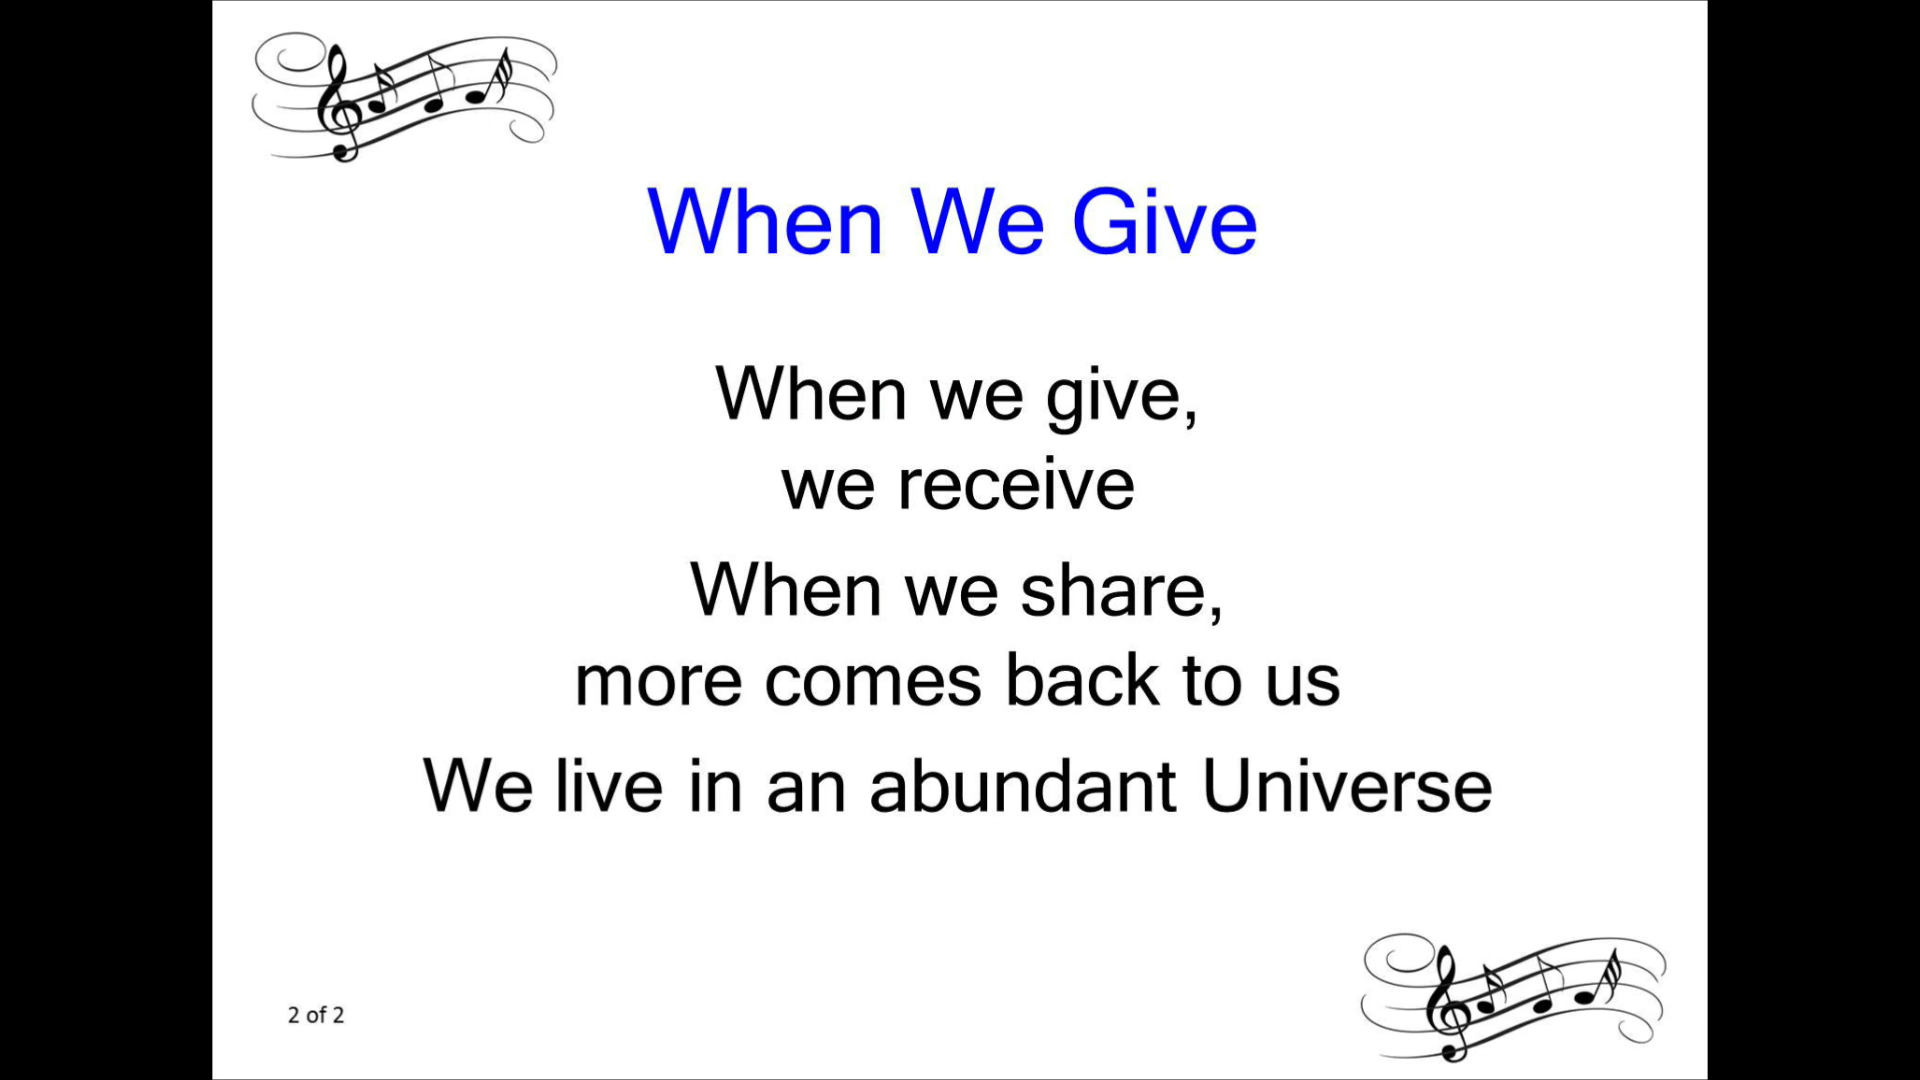 When We Give
When we give,
we receive
When we share,
more comes back to us
We live in an abundant Universe
2 of 2